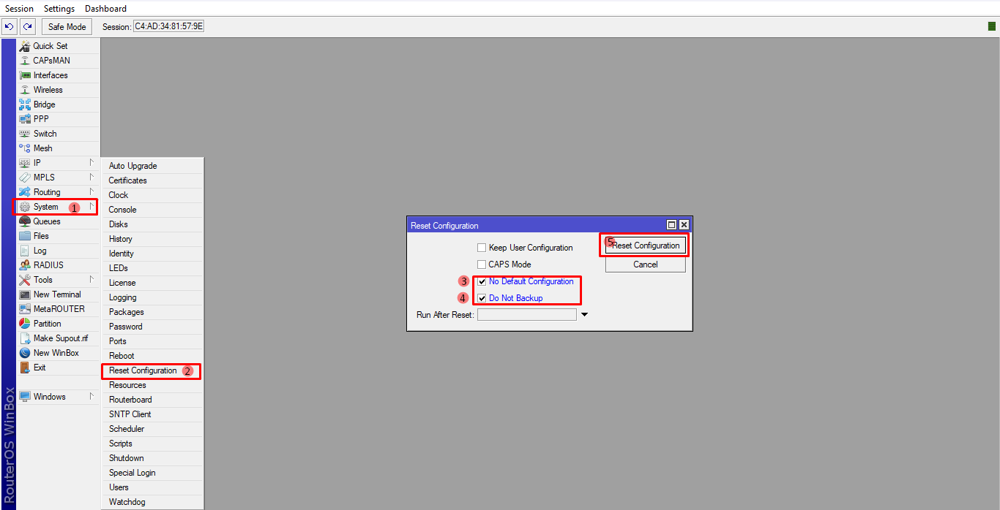 Session Settings Dashboard
Safe Mode Session: C4:AD:34:81:57:9E
Quick Set
CAPsMAN
Interfaces
Wireless
Bridge
PPP
Switch
Mesh
IP
MPLS
Routing
System 1
Queues
Files
Log
RADIUS
Tools
New Terminal
MetaROUTER
Partition
Make Supout.rif
New WinBox
Exit
Windows
RouterOS WinBox
Auto Upgrade
Certificates
Clock
Console
Disks
History
Identity
LEDs
License
Logging
Packages
Password
Ports
Reboot
Reset Configuration 2
Resources
Routerboard
SNTP Client
Scheduler
Scripts
Shutdown
Special Login
Users
Watchdog
Reset Configuration
Keep User Configuration
CAPS Mode
3 No Default Configuration
4 Do Not Backup
Run After Reset:
5 Reset Configuration
Cancel